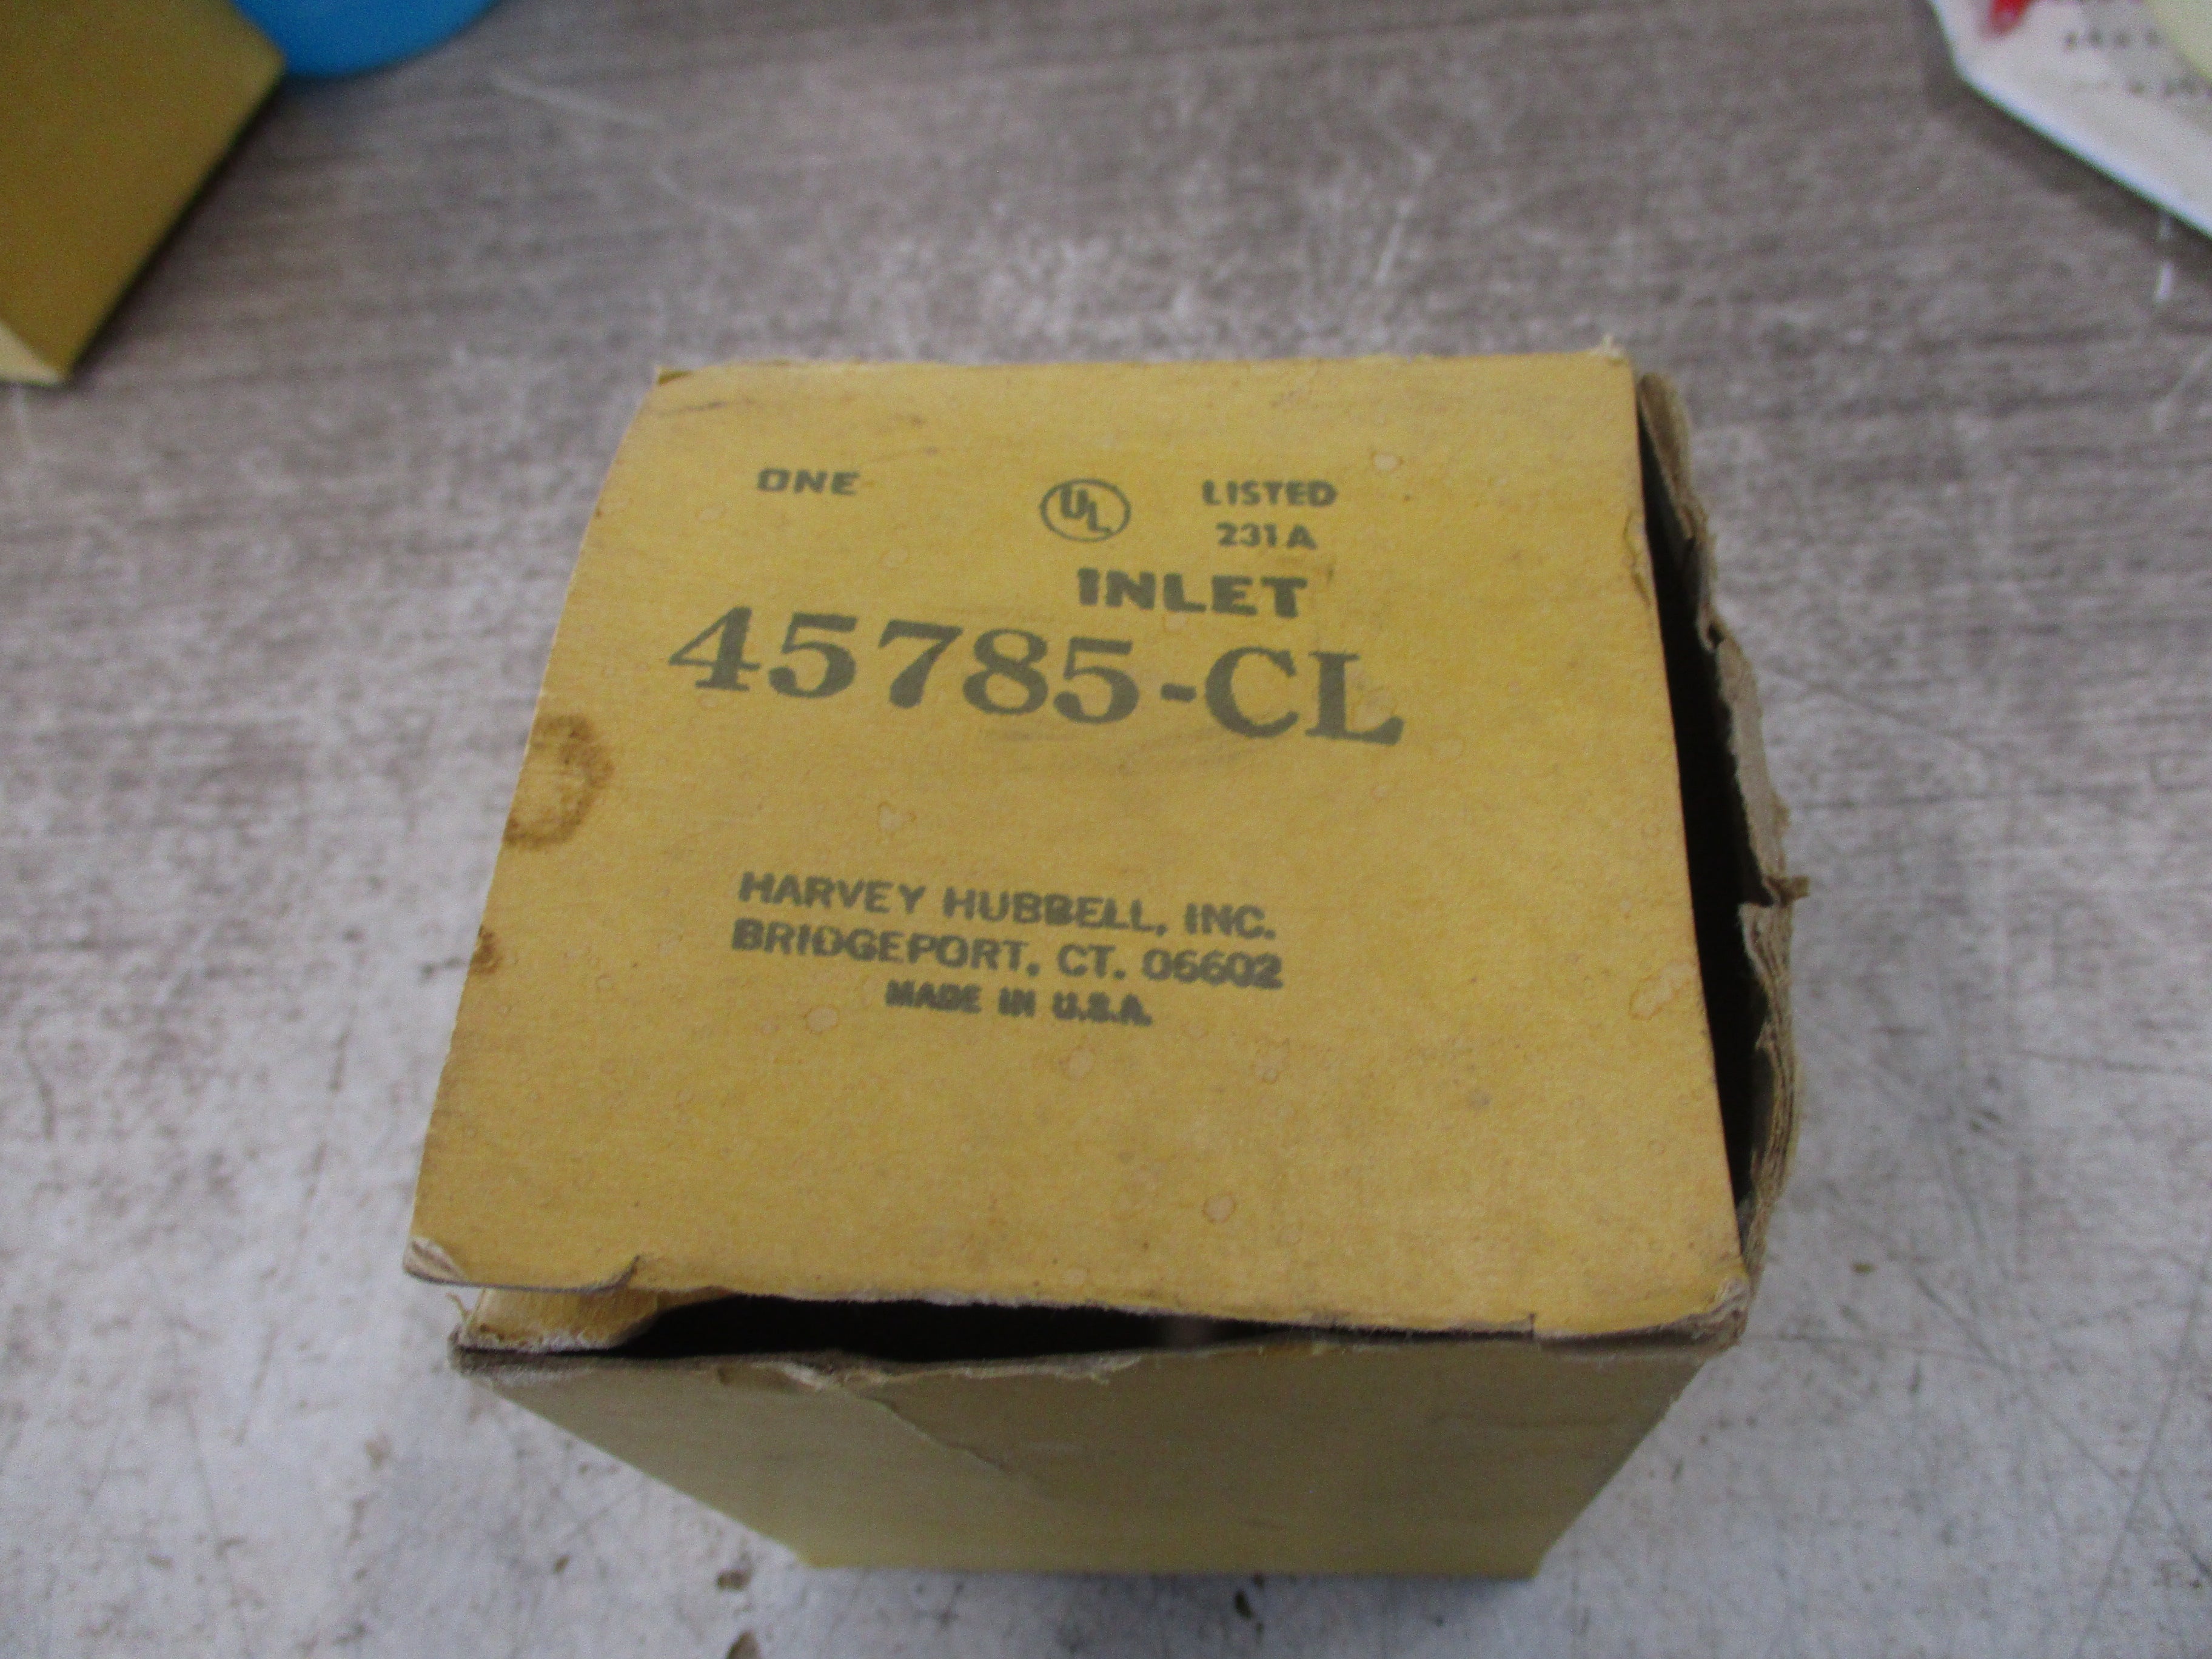 ONE
UL LISTED
231A
INLET
45785-CL
HARVEY HUBBELL, INC.
BRIDGEPORT, CT. 06602
MADE IN U.S.A.